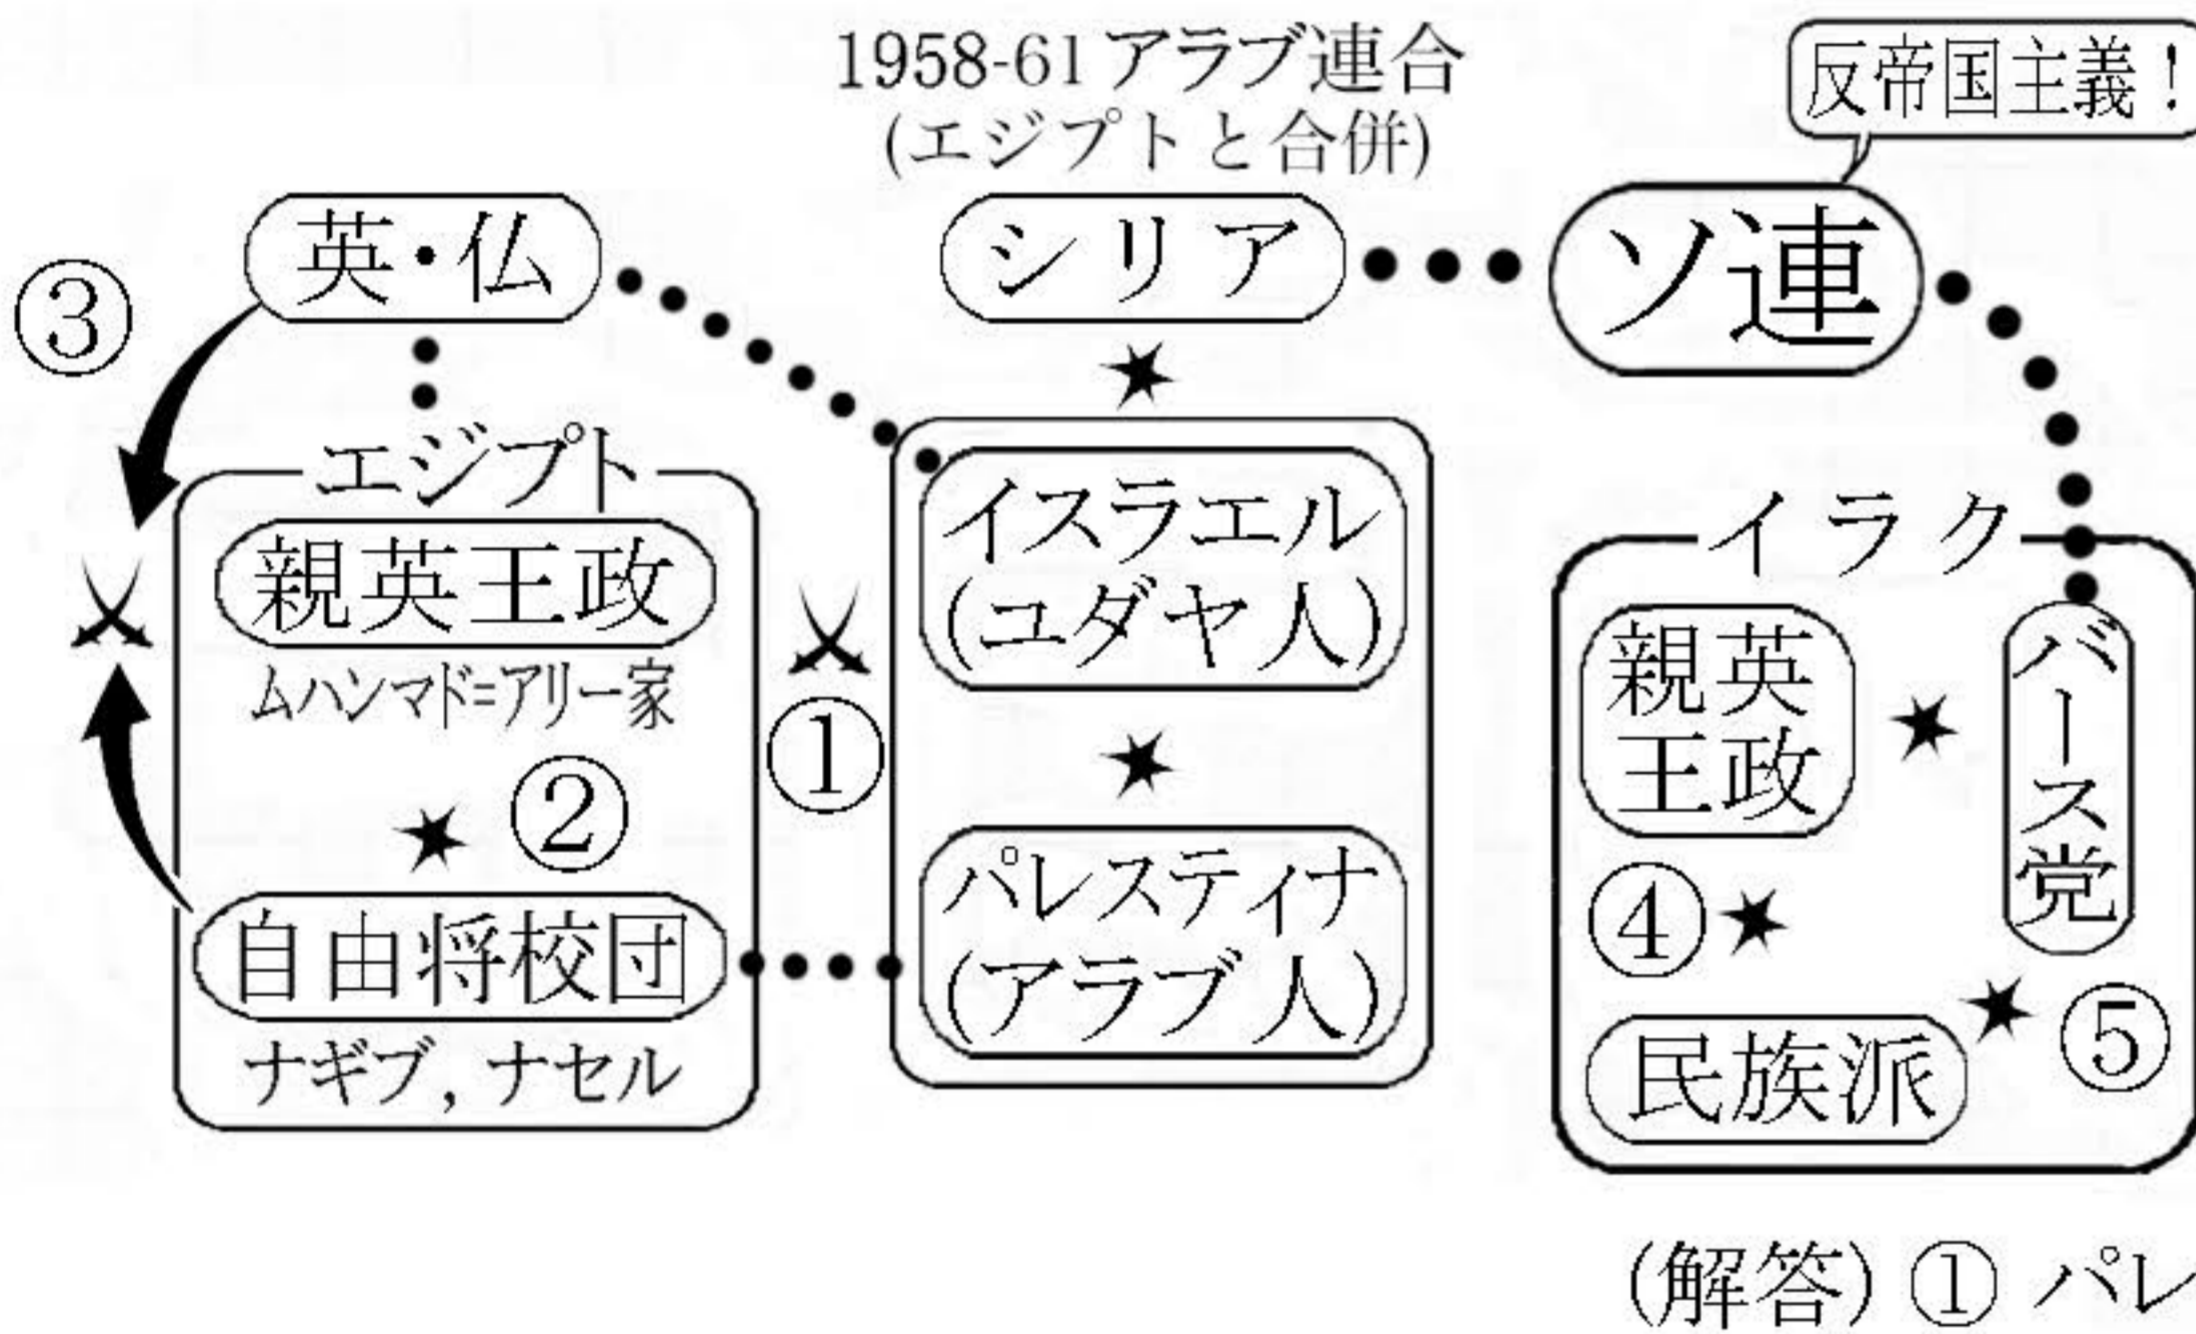 1958-61 アラブ連合
(エジプトと合併)
反帝国主義！
③
英・仏
シリア
ソ連
エジプト
親英王政
ムハンマド=アリー家
②
自由将校団
ナギブ，ナセル
①
イスラエル
(ユダヤ人)
パレスティナ
(アラブ人)
イラク
親英
王政
バース党
④
⑤
民族派
(解答) ① パレ